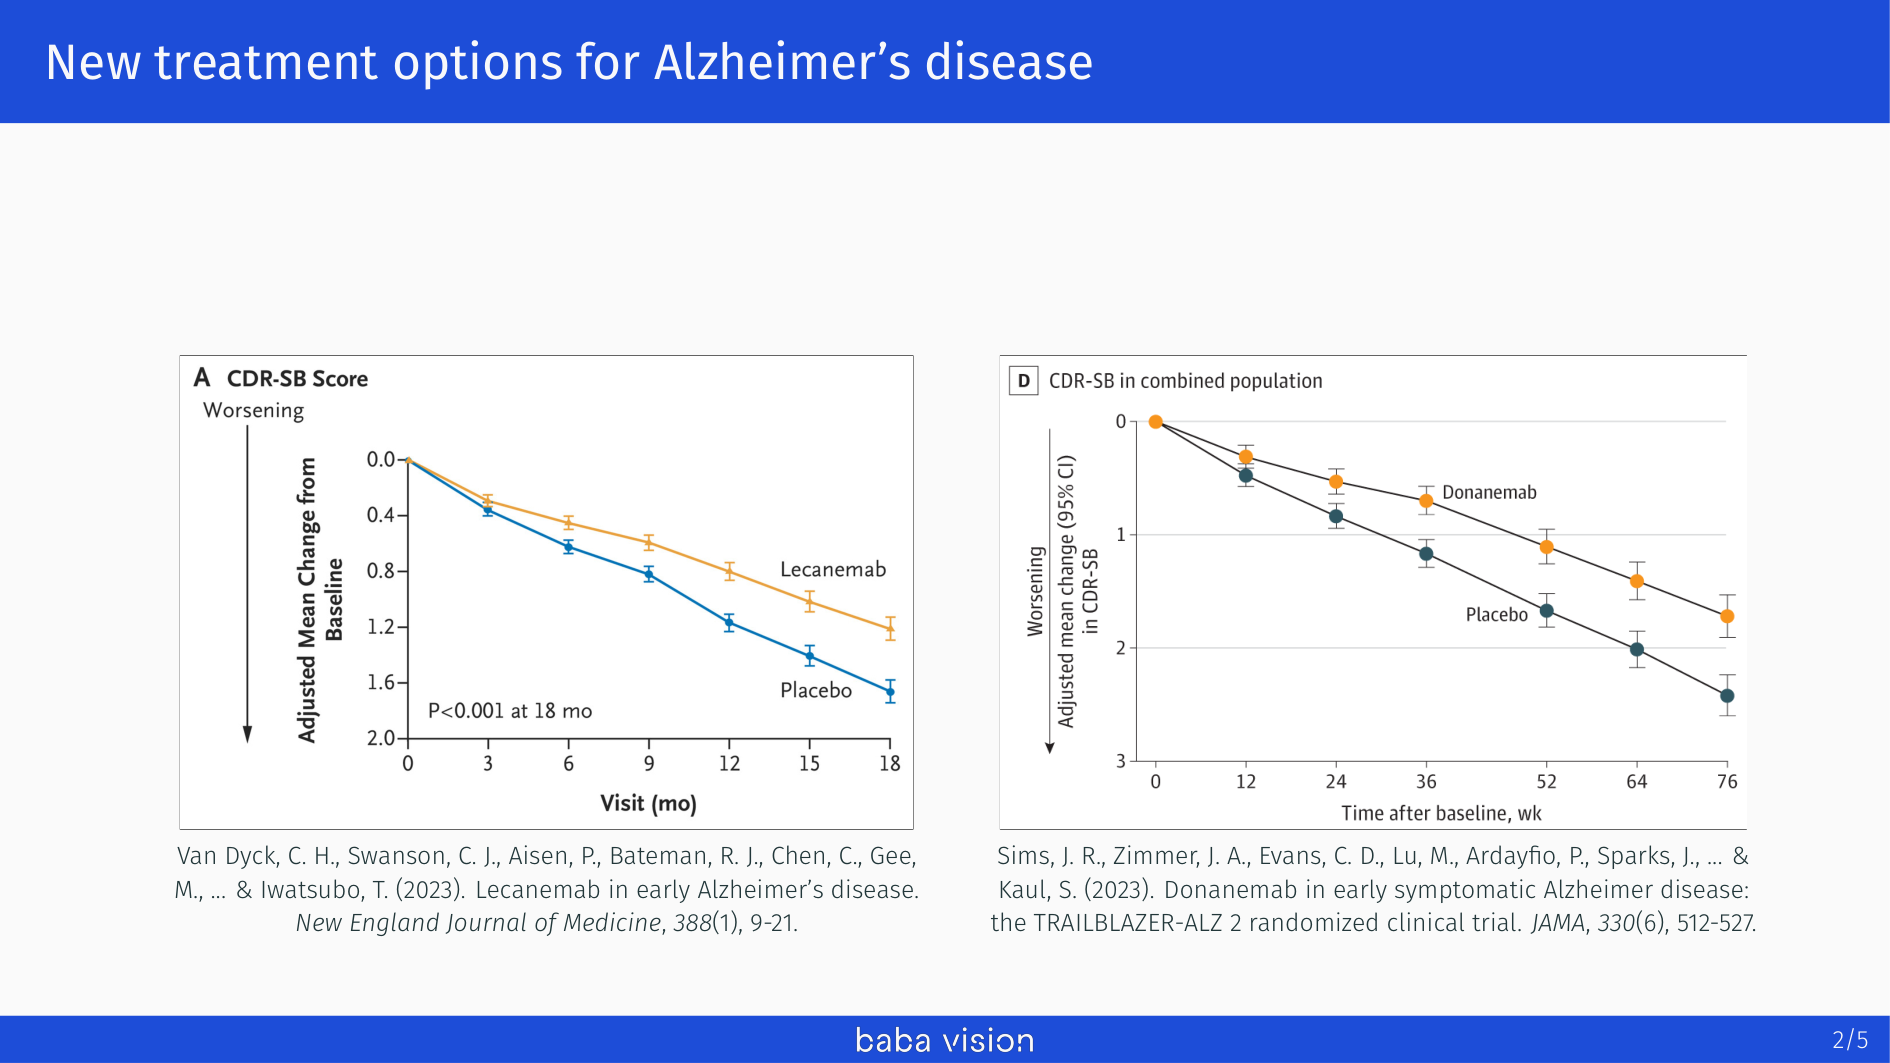 New treatment options for Alzheimer’s disease
A CDR-SB Score
Worsening
Adjusted Mean Change from
Baseline
0.0
0.4
0.8
1.2
1.6
2.0
Lecanemab
Placebo
P<0.001 at 18 mo
0 3 6 9 12 15 18
Visit (mo)
Van Dyck, C. H., Swanson, C. J., Aisen, P., Bateman, R. J., Chen, C., Gee,
M., ... & Iwatsubo, T. (2023). Lecanemab in early Alzheimer’s disease.
New England Journal of Medicine, 388(1), 9-21.
D CDR-SB in combined population
Worsening
Adjusted mean change (95% CI)
in CDR-SB
0
1
2
3
Donanemab
Placebo
0 12 24 36 52 64 76
Time after baseline, wk
Sims, J. R., Zimmer, J. A., Evans, C. D., Lu, M., Ardayfio, P., Sparks, J., ... &
Kaul, S. (2023). Donanemab in early symptomatic Alzheimer disease:
the TRAILBLAZER-ALZ 2 randomized clinical trial. JAMA, 330(6), 512-527.
baba vision
2/5